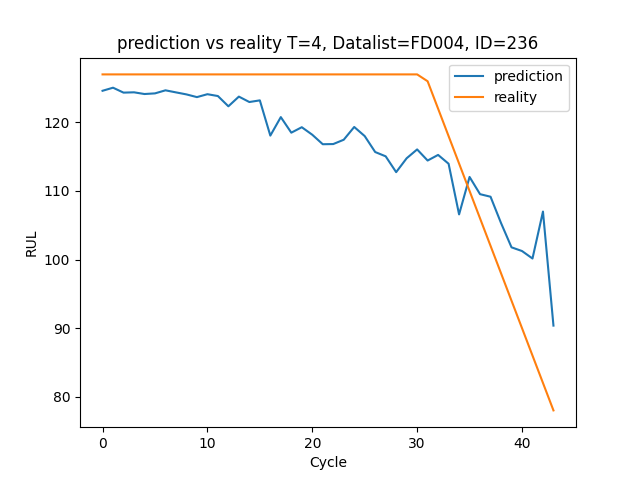 prediction vs reality T=4, Datalist=FD004, ID=236
prediction
reality
RUL
120
110
100
90
80
0 10 20 30 40
Cycle